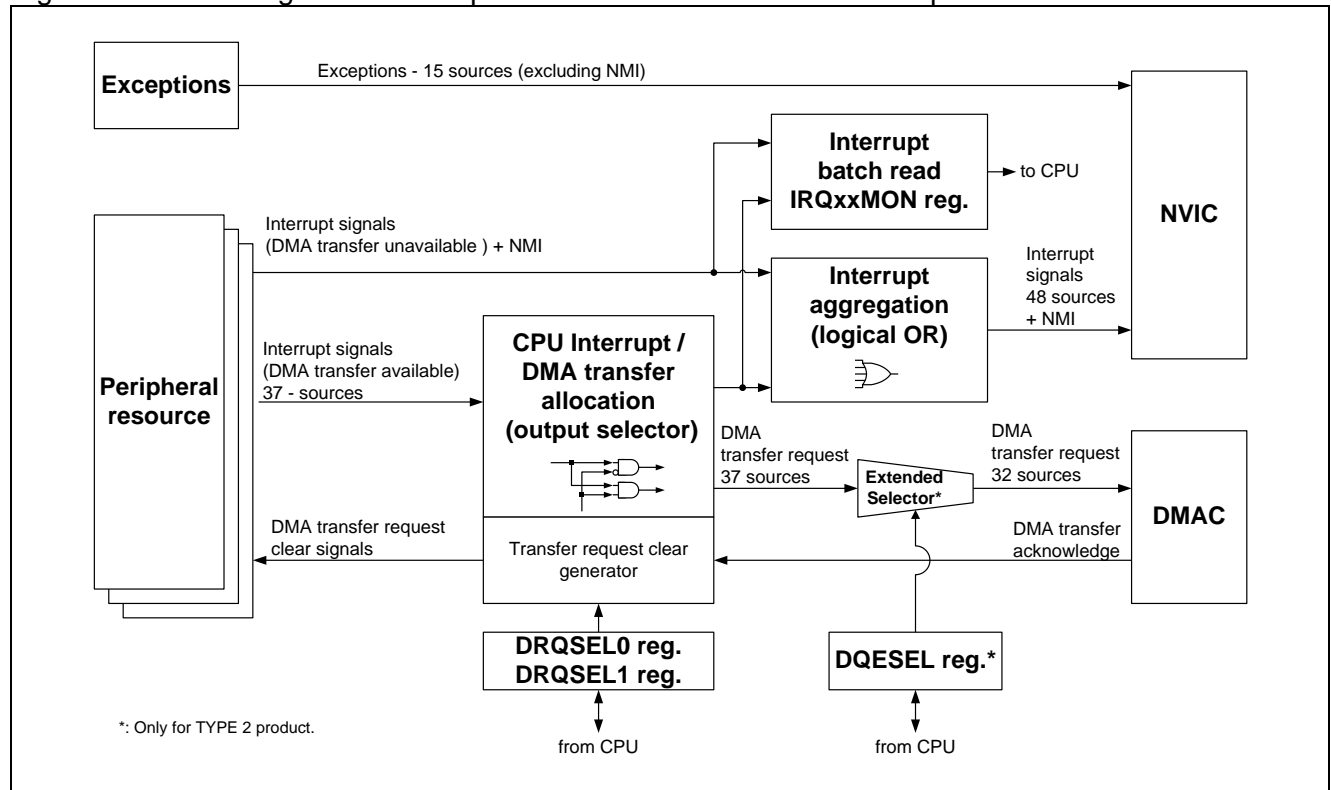 Exceptions
Exceptions - 15 sources (excluding NMI)
Interrupt
batch read
IRQxxMON reg.
to CPU
NVIC
Interrupt signals
(DMA transfer unavailable ) + NMI
Interrupt
aggregation
(logical OR)
Interrupt
signals
48 sources
+ NMI
Peripheral
resource
Interrupt signals
(DMA transfer available)
37 - sources
CPU Interrupt /
DMA transfer
allocation
(output selector)
DMA
transfer request
37 sources
Extended
Selector*
DMA
transfer request
32 sources
DMAC
DMA transfer request
clear signals
Transfer request clear
generator
DMA transfer
acknowledge
DRQSEL0 reg.
DRQSEL1 reg.
DQESEL reg.*
*: Only for TYPE 2 product.
from CPU
from CPU